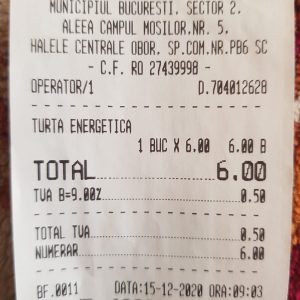 MUNICIPIUL BUCURESTI, SECTOR 2,
ALEEA CAMPUL MOSILOR.NR. 5,
HALELE CENTRALE OBOR, SP.COM.NR.PB6 SC
- C.F. RO 27439998 -
OPERATOR/1 D.704012628
TURTA ENERGETICA
1 BUC X 6.00 6.00 B
TOTAL 6.00
TVA B=9.00% 0.50
TOTAL TVA 0.50
NUMERAR 6.00
BF.0011 DATA:15-12-2020 ORA:09:03